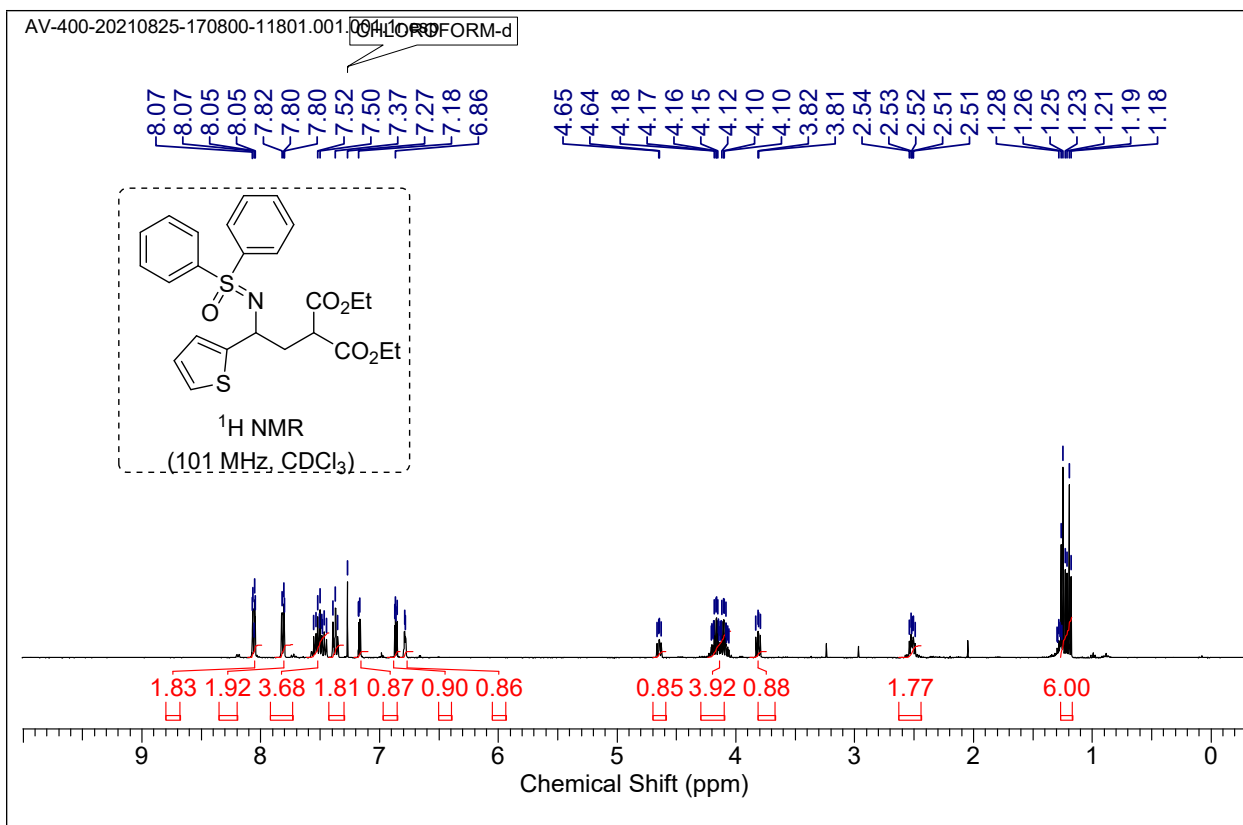 AV-400-20210825-170800-11801.001.001.1r.esp
CHLOROFORM-d
8.07
8.07
8.05
8.05
7.82
7.80
7.80
7.52
7.50
7.37
7.27
7.18
6.86
4.65
4.64
4.18
4.17
4.16
4.15
4.12
4.10
4.10
3.82
3.81
2.54
2.53
2.52
2.51
2.51
1.28
1.26
1.25
1.23
1.21
1.19
1.18
S
O
N
CO₂Et
CO₂Et
S
¹H NMR
(101 MHz, CDCl₃)
1.83 1.92 3.68 1.81 0.87 0.90 0.86 0.85 3.92 0.88 1.77 6.00
9 8 7 6 5 4 3 2 1 0
Chemical Shift (ppm)